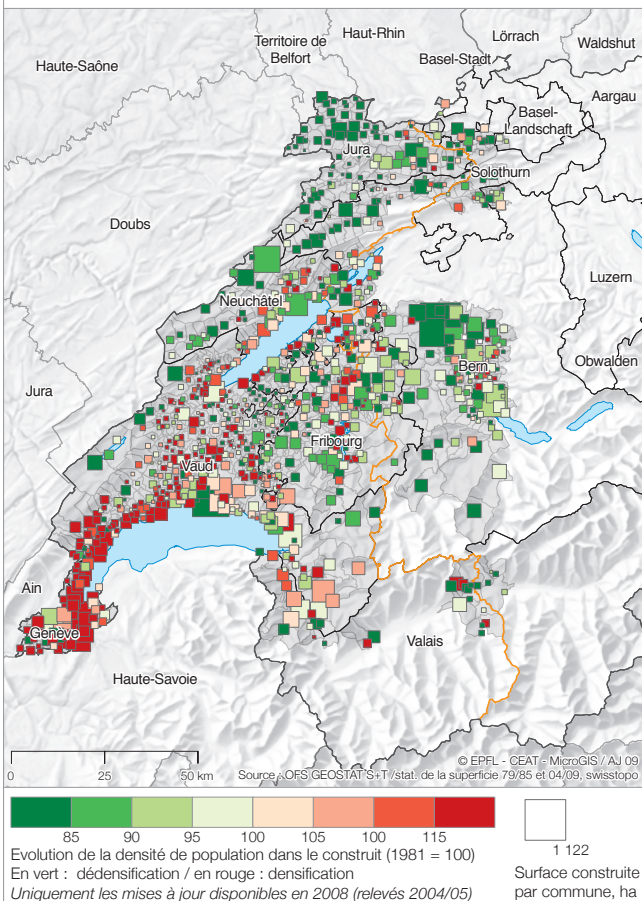 Haut-Rhin
Lörrach
Waldshut
Territoire de
Belfort
Basel-Stadt
Haute-Saône
Aargau
Basel-
Landschaft
Jura
Solothurn
Doubs
Luzern
Neuchâtel
Bern
Obwalden
Jura
Fribourg
Vaud
Ain
Genève
Valais
Haute-Savoie
© EPFL - CEAT - MicroGIS / AJ 09
0 25 50 km
Source : OFS GEOSTAT S+T /stat. de la superficie 79/85 et 04/09, swisstopo
85 90 95 100 105 100 115
1 122
Evolution de la densité de population dans le construit (1981 = 100)
En vert : dédensification / en rouge : densification
Uniquement les mises à jour disponibles en 2008 (relevés 2004/05)
Surface construite
par commune, ha